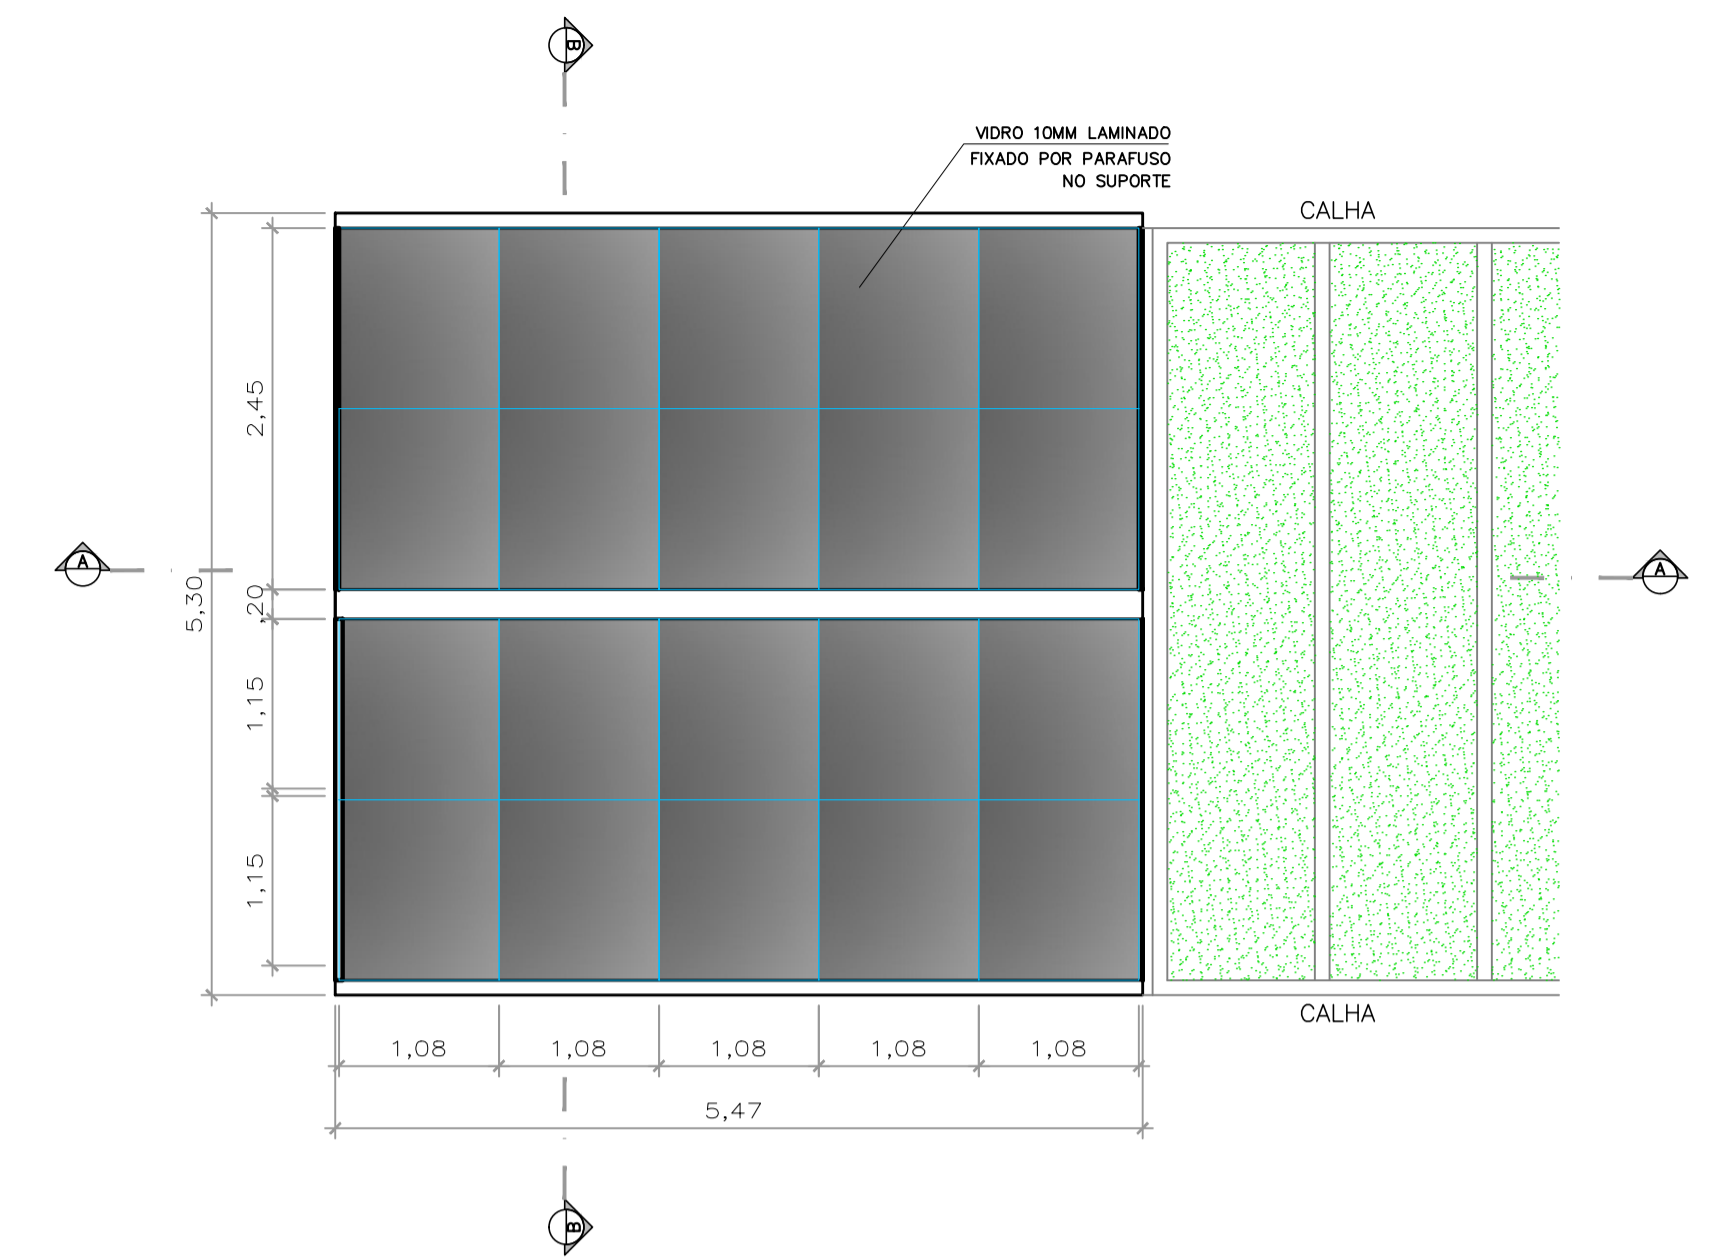 B
VIDRO 10MM LAMINADO
FIXADO POR PARAFUSO
NO SUPORTE
CALHA
2,45
A
A
5,30
,20
1,15
1,15
CALHA
1,08 1,08 1,08 1,08 1,08
5,47
B